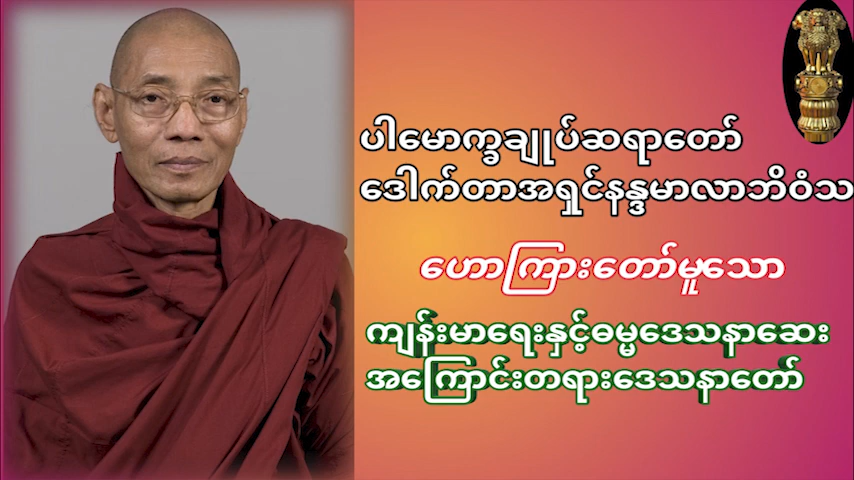 ပါမောက္ခချုပ်ဆရာတော်
ဒေါက်တာအရှင်နန္ဒမာလာဘိဝံသ
ဟောကြားတော်မူသော
ကျန်းမာရေးနှင့်ဓမ္မဒေသနာဆေး
အကြောင်းတရားဒေသနာတော်